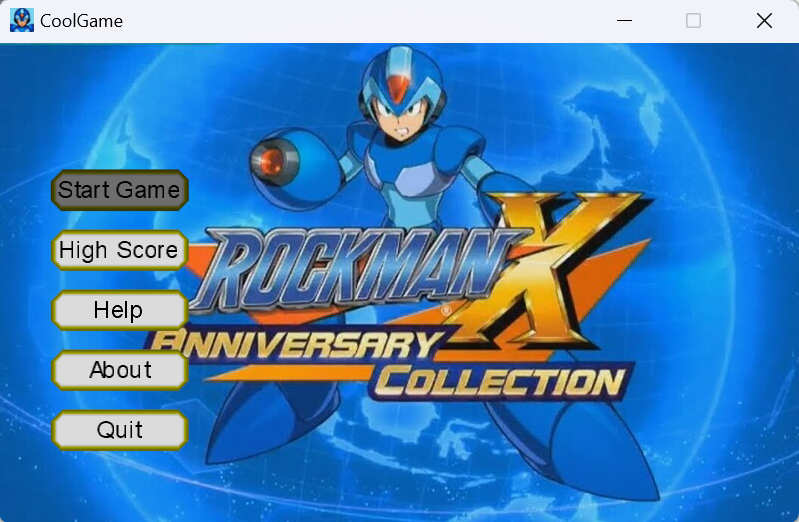 CoolGame
Start Game
High Score
Help
About
Quit
ROCKMAN X
®
ANNIVERSARY
COLLECTION